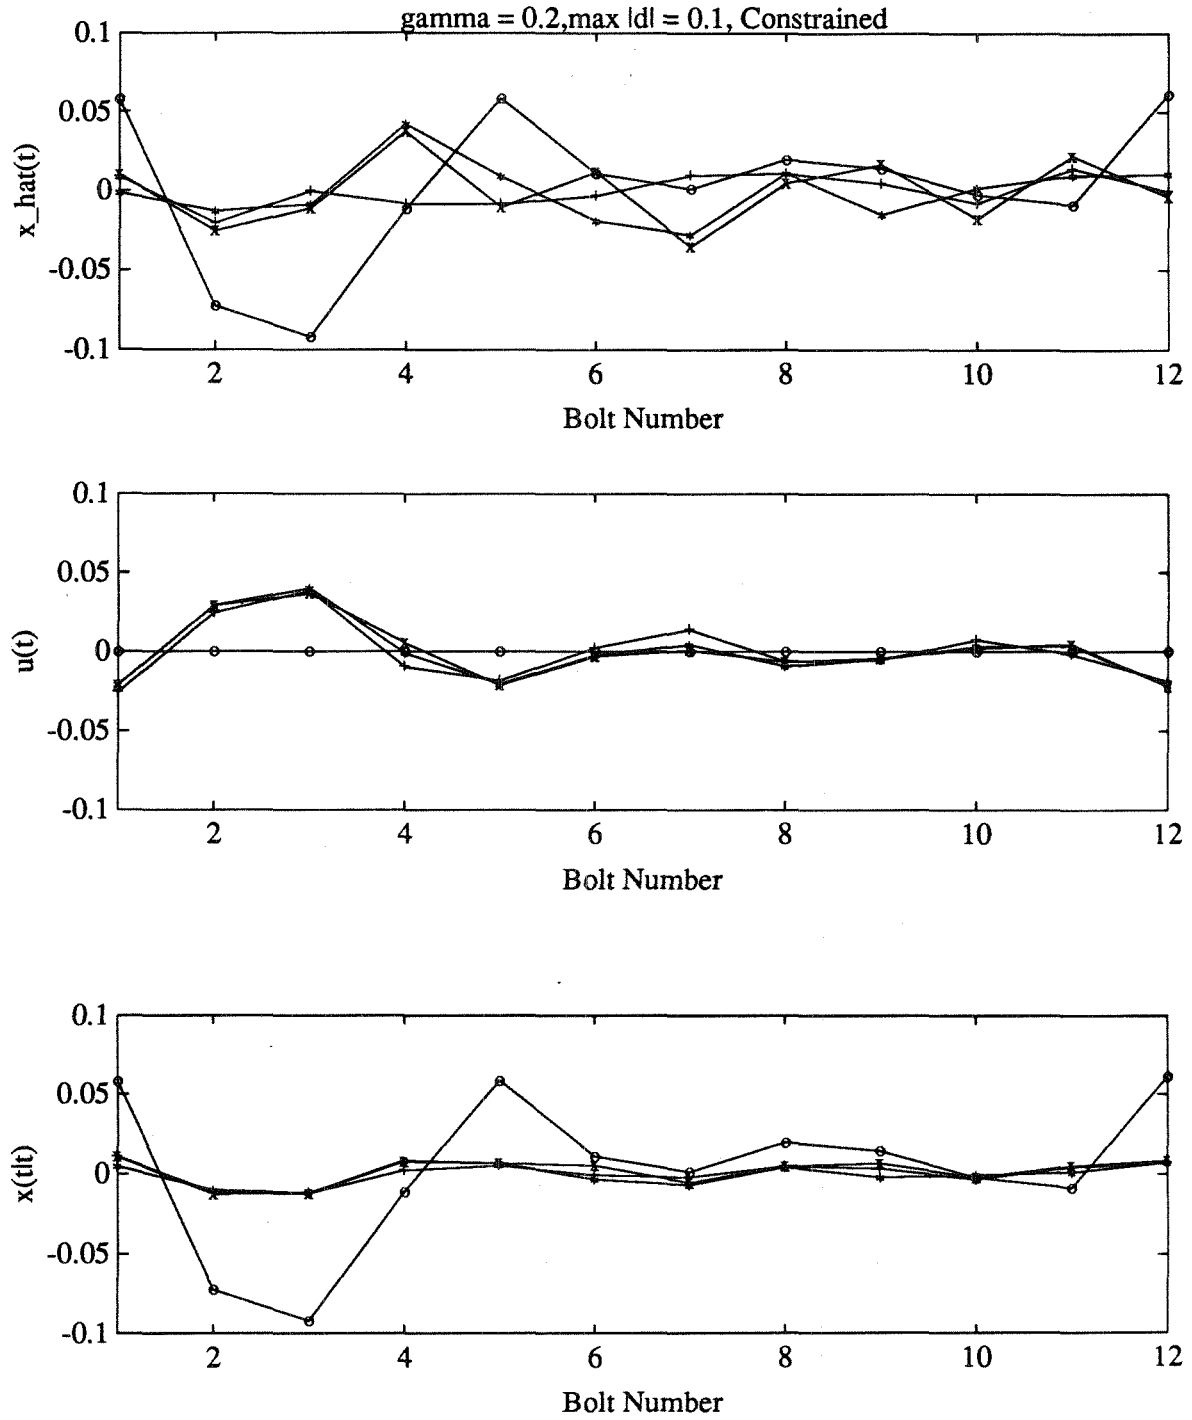 gamma = 0.2,max |d| = 0.1, Constrained
0.1
0.05
0
-0.05
-0.1
x_hat(t)
2 4 6 8 10 12
Bolt Number
0.1
0.05
0
-0.05
-0.1
u(t)
2 4 6 8 10 12
Bolt Number
0.1
0.05
0
-0.05
-0.1
x(t|t)
2 4 6 8 10 12
Bolt Number